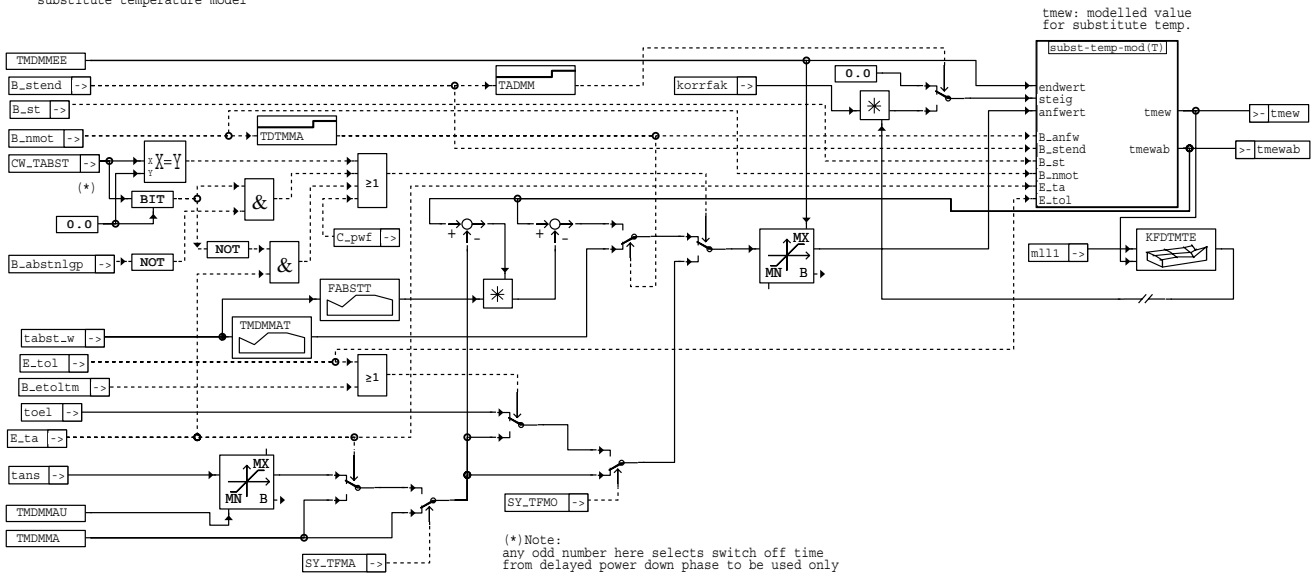 substitute temperature model
tmew: modelled value
for substitute temp.
subst-temp-mod(T)
TMDMMEE
B_stend ->
B_st ->
B_nmot ->
CW_TABST ->
(*)
TADMM
TDTMMA
X X=Y
Y
BIT
0.0
NOT
&
NOT
&
≥1
C_pwf ->
B_abstnlgp ->
korrfak ->
0.0
*
endwert
steig
anfwert
B_anfw
B_stend
B_st
B_nmot
E_ta
E_tol
tmew
tmewab
>- tmew
>- tmewab
+
-
+
-
MX
MN B
mll1 ->
KFDTMTE
FABSTT
*
TMDMMAT
tabst_w ->
E_tol ->
B_etoltm ->
≥1
toel ->
E_ta ->
tans ->
MX
MN B
TMDMMAU
TMDMMA
SY_TFMA ->
SY_TFMO ->
(*)Note:
any odd number here selects switch off time
from delayed power down phase to be used only